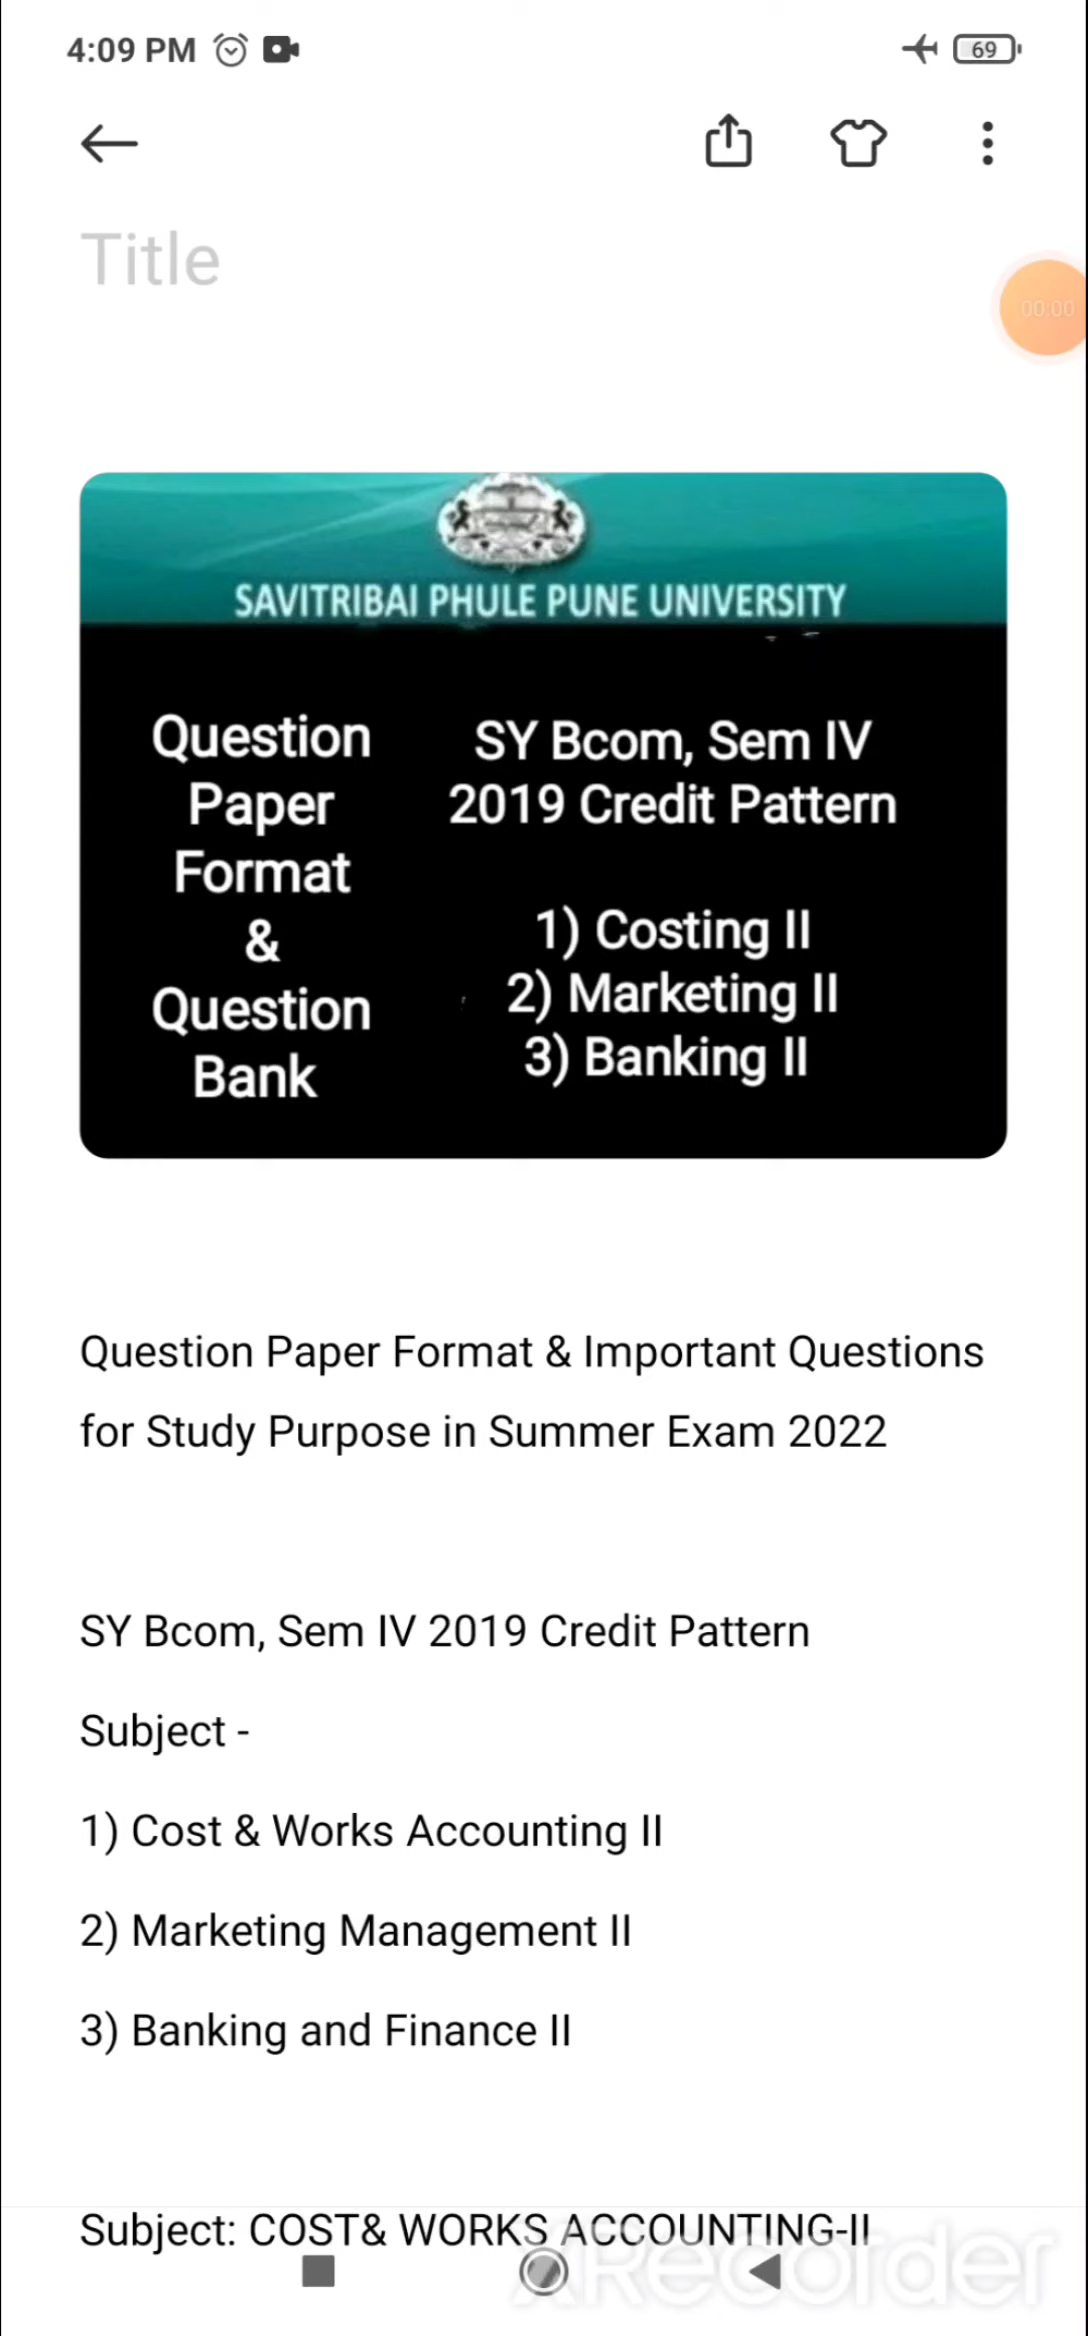 4:09 PM
69
Title
00:00
SAVITRIBAI PHULE PUNE UNIVERSITY
Question
Paper
Format
&
Question
Bank
SY Bcom, Sem IV
2019 Credit Pattern
1) Costing II
2) Marketing II
3) Banking II
Question Paper Format & Important Questions
for Study Purpose in Summer Exam 2022
SY Bcom, Sem IV 2019 Credit Pattern
Subject -
1) Cost & Works Accounting II
2) Marketing Management II
3) Banking and Finance II
Subject: COST& WORKS ACCOUNTING-II
XRecorder